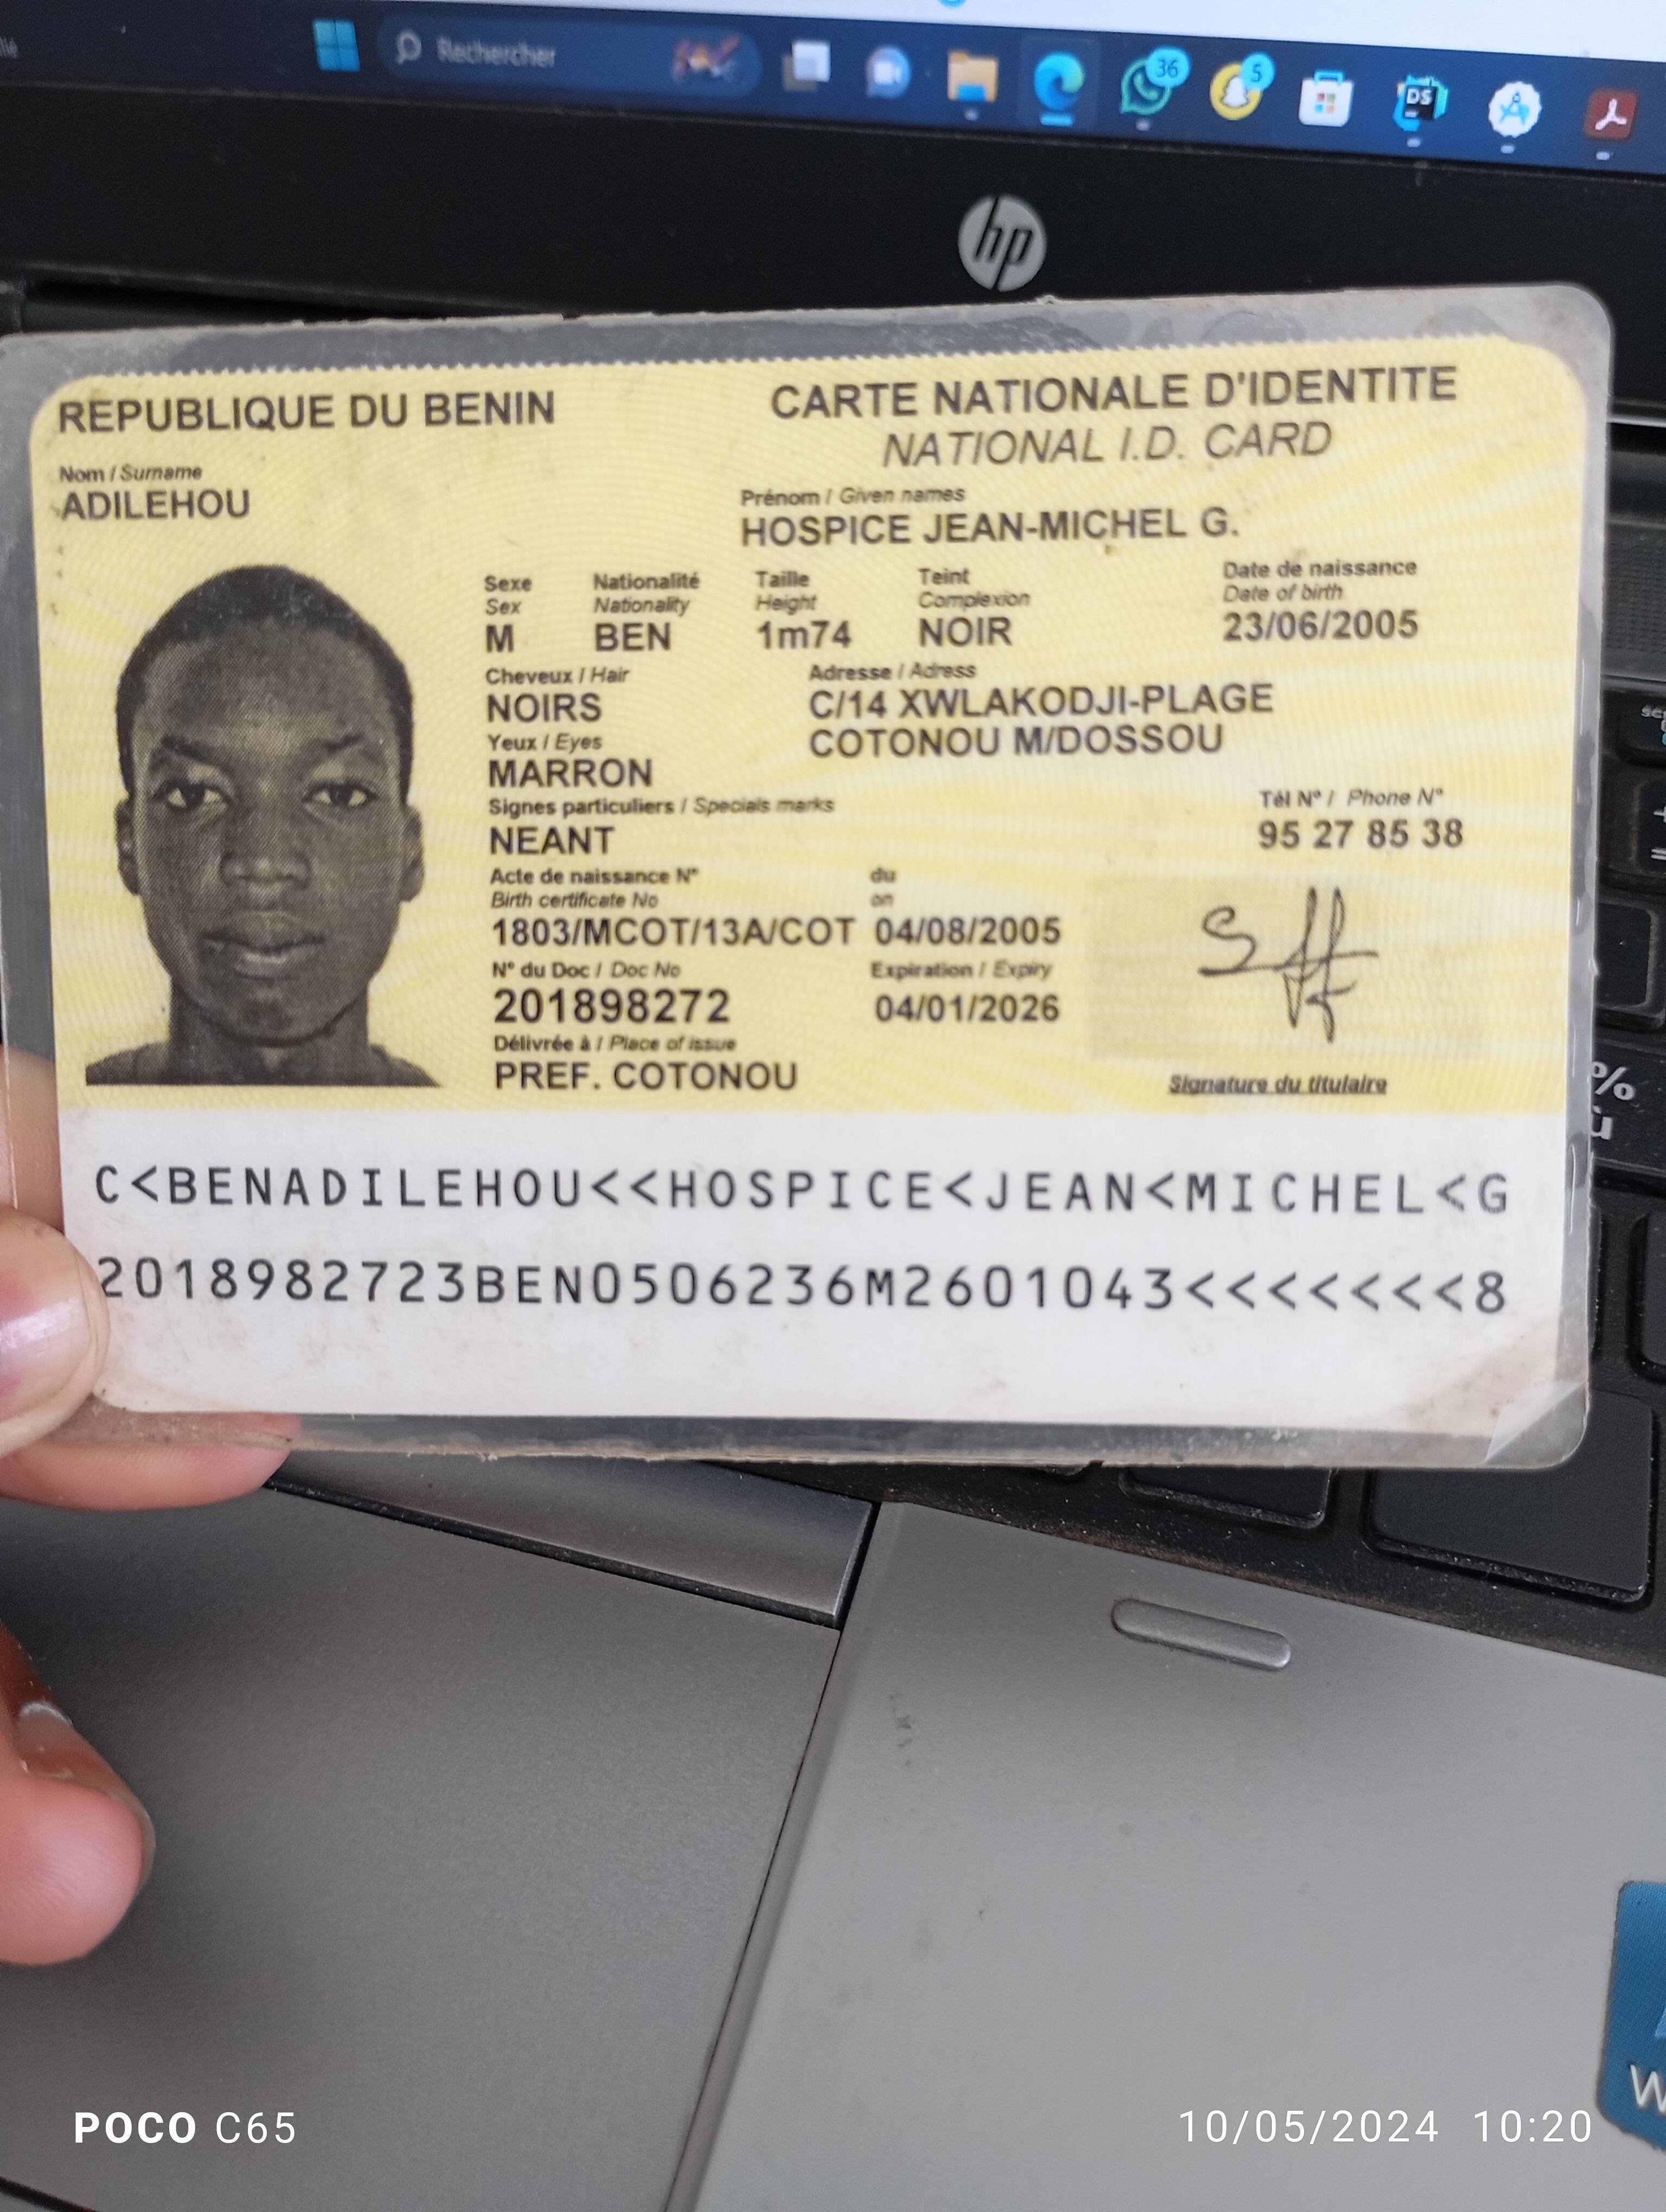 Rechercher
36
5
DS
hp
REPUBLIQUE DU BENIN
CARTE NATIONALE D'IDENTITE
NATIONAL I.D. CARD
Nom / Surname
ADILEHOU
Prénom / Given names
HOSPICE JEAN-MICHEL G.
Sexe Nationalité Taille Teint Date de naissance
Sex Nationality Height Complexion Date of birth
M BEN 1m74 NOIR 23/06/2005
Cheveux / Hair Adresse / Adress
NOIRS C/14 XWLAKODJI-PLAGE
Yeux / Eyes COTONOU M/DOSSOU
MARRON
Signes particuliers / Specials marks Tél N° / Phone N°
NEANT 95 27 85 38
Acte de naissance N° du
Birth certificate No on
1803/MCOT/13A/COT 04/08/2005
N° du Doc / Doc No Expiration / Expiry
201898272 04/01/2026
Délivrée à / Place of issue
PREF. COTONOU Signature du titulaire
C<BENADILEHOU<<HOSPICE<JEAN<MICHEL<G
2018982723BEN0506236M2601043<<<<<<<8
%
ù
W
POCO C65 10/05/2024 10:20